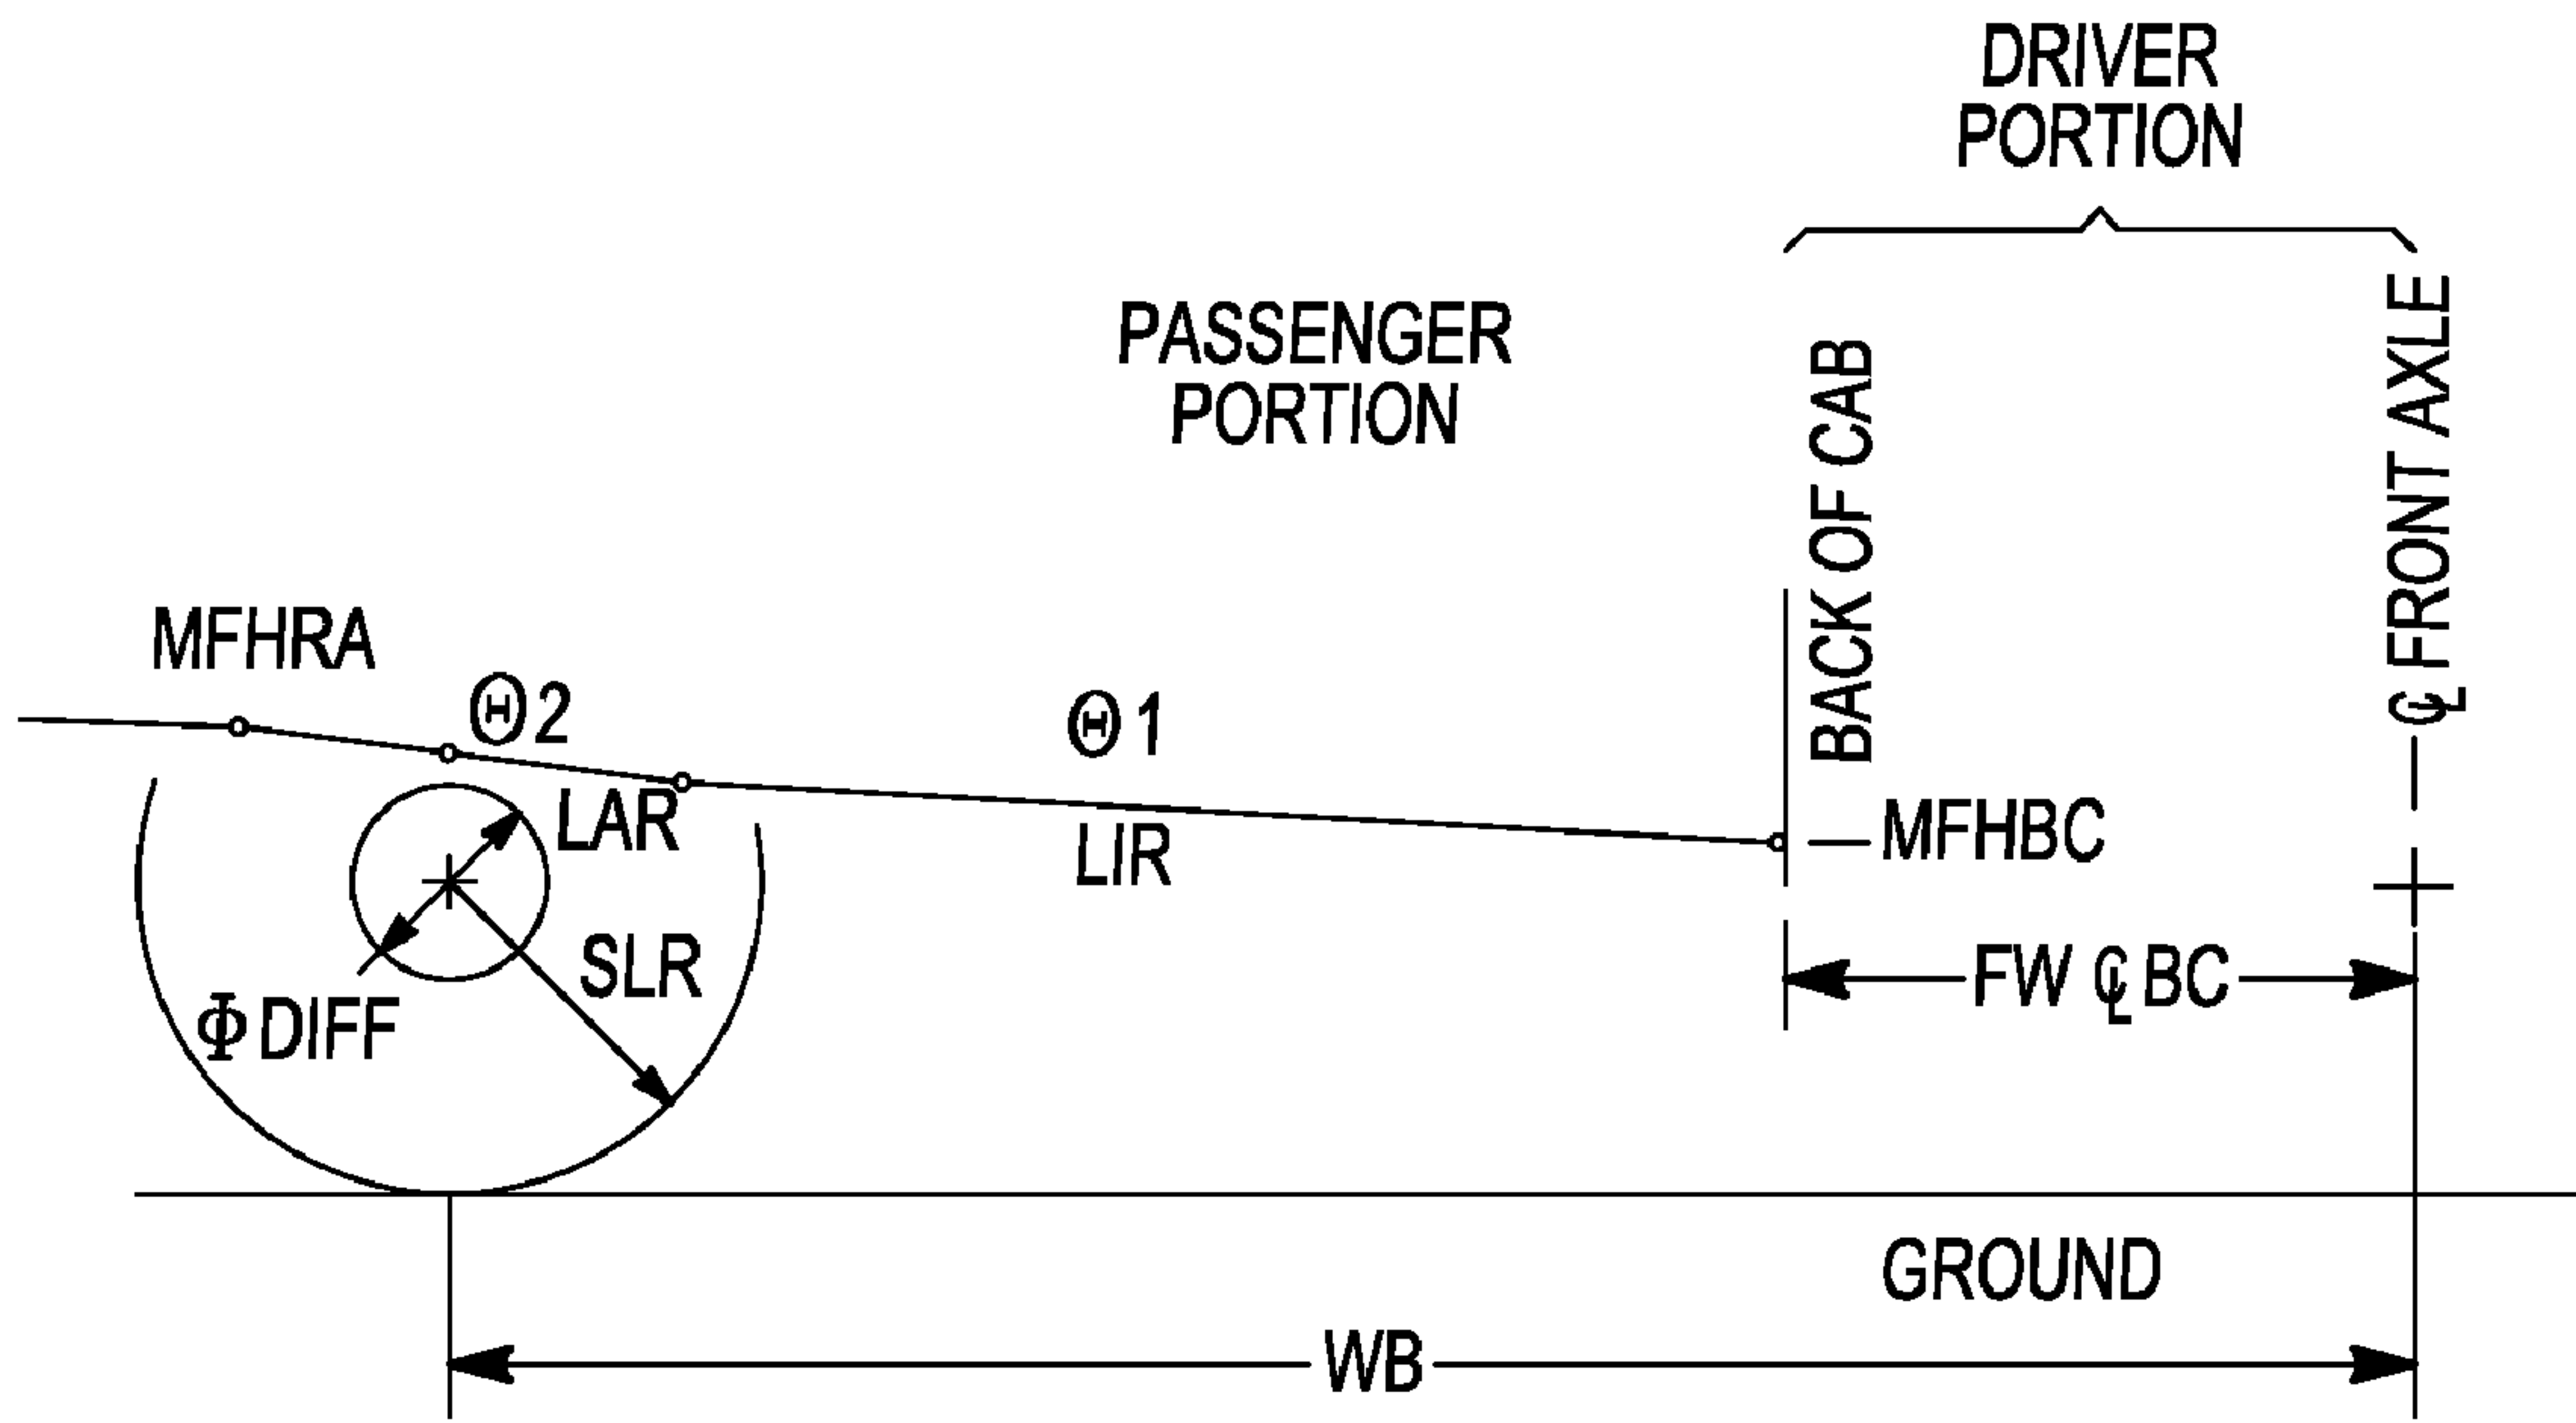 DRIVER
PORTION
PASSENGER
PORTION
BACK OF CAB
℄ FRONT AXLE
MFHRA
Θ2
Θ1
LAR
LIR
MFHBC
SLR
FW ℄ BC
Φ DIFF
GROUND
WB